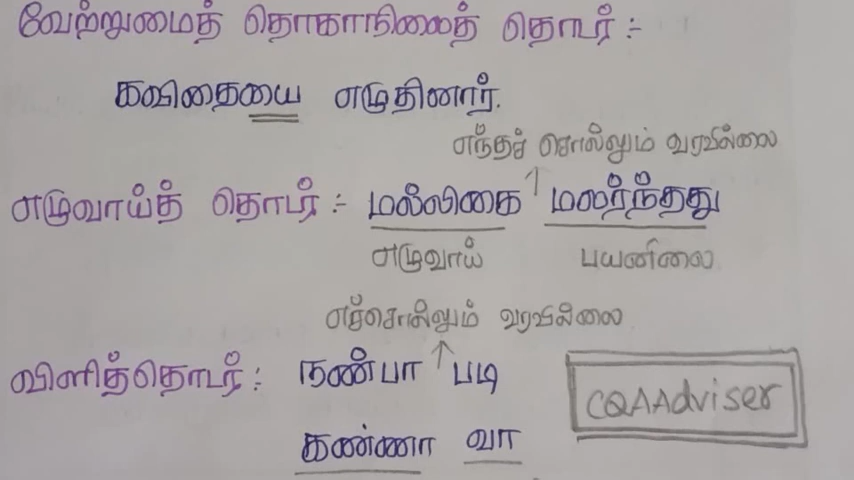 வேற்றுமைத் தொகாநிலைத் தொடர் :-
கவிதையை எழுதினார்.
எந்தச் சொல்லும் வரவில்லை
எழுவாய்த் தொடர் :- மல்லிகை மலர்ந்தது
எழுவாய் பயனிலை
எச்சொல்லும் வரவில்லை
விளித்தொடர் : நண்பா படி
CQAAdviser
கண்ணா வா